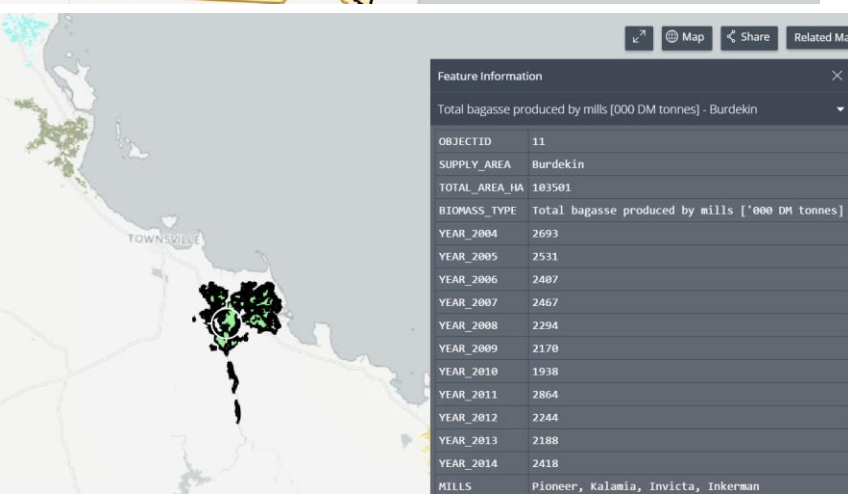 Map
Share
Related Ma
Feature Information
Total bagasse produced by mills [000 DM tonnes] - Burdekin
OBJECTID 11
SUPPLY_AREA Burdekin
TOTAL_AREA_HA 103501
BIOMASS_TYPE Total bagasse produced by mills ['000 DM tonnes]
YEAR_2004 2693
YEAR_2005 2531
YEAR_2006 2407
YEAR_2007 2467
YEAR_2008 2294
YEAR_2009 2170
YEAR_2010 1938
YEAR_2011 2864
YEAR_2012 2244
YEAR_2013 2188
YEAR_2014 2418
MILLS Pioneer, Kalamia, Invicta, Inkerman
TOWNSVILLE